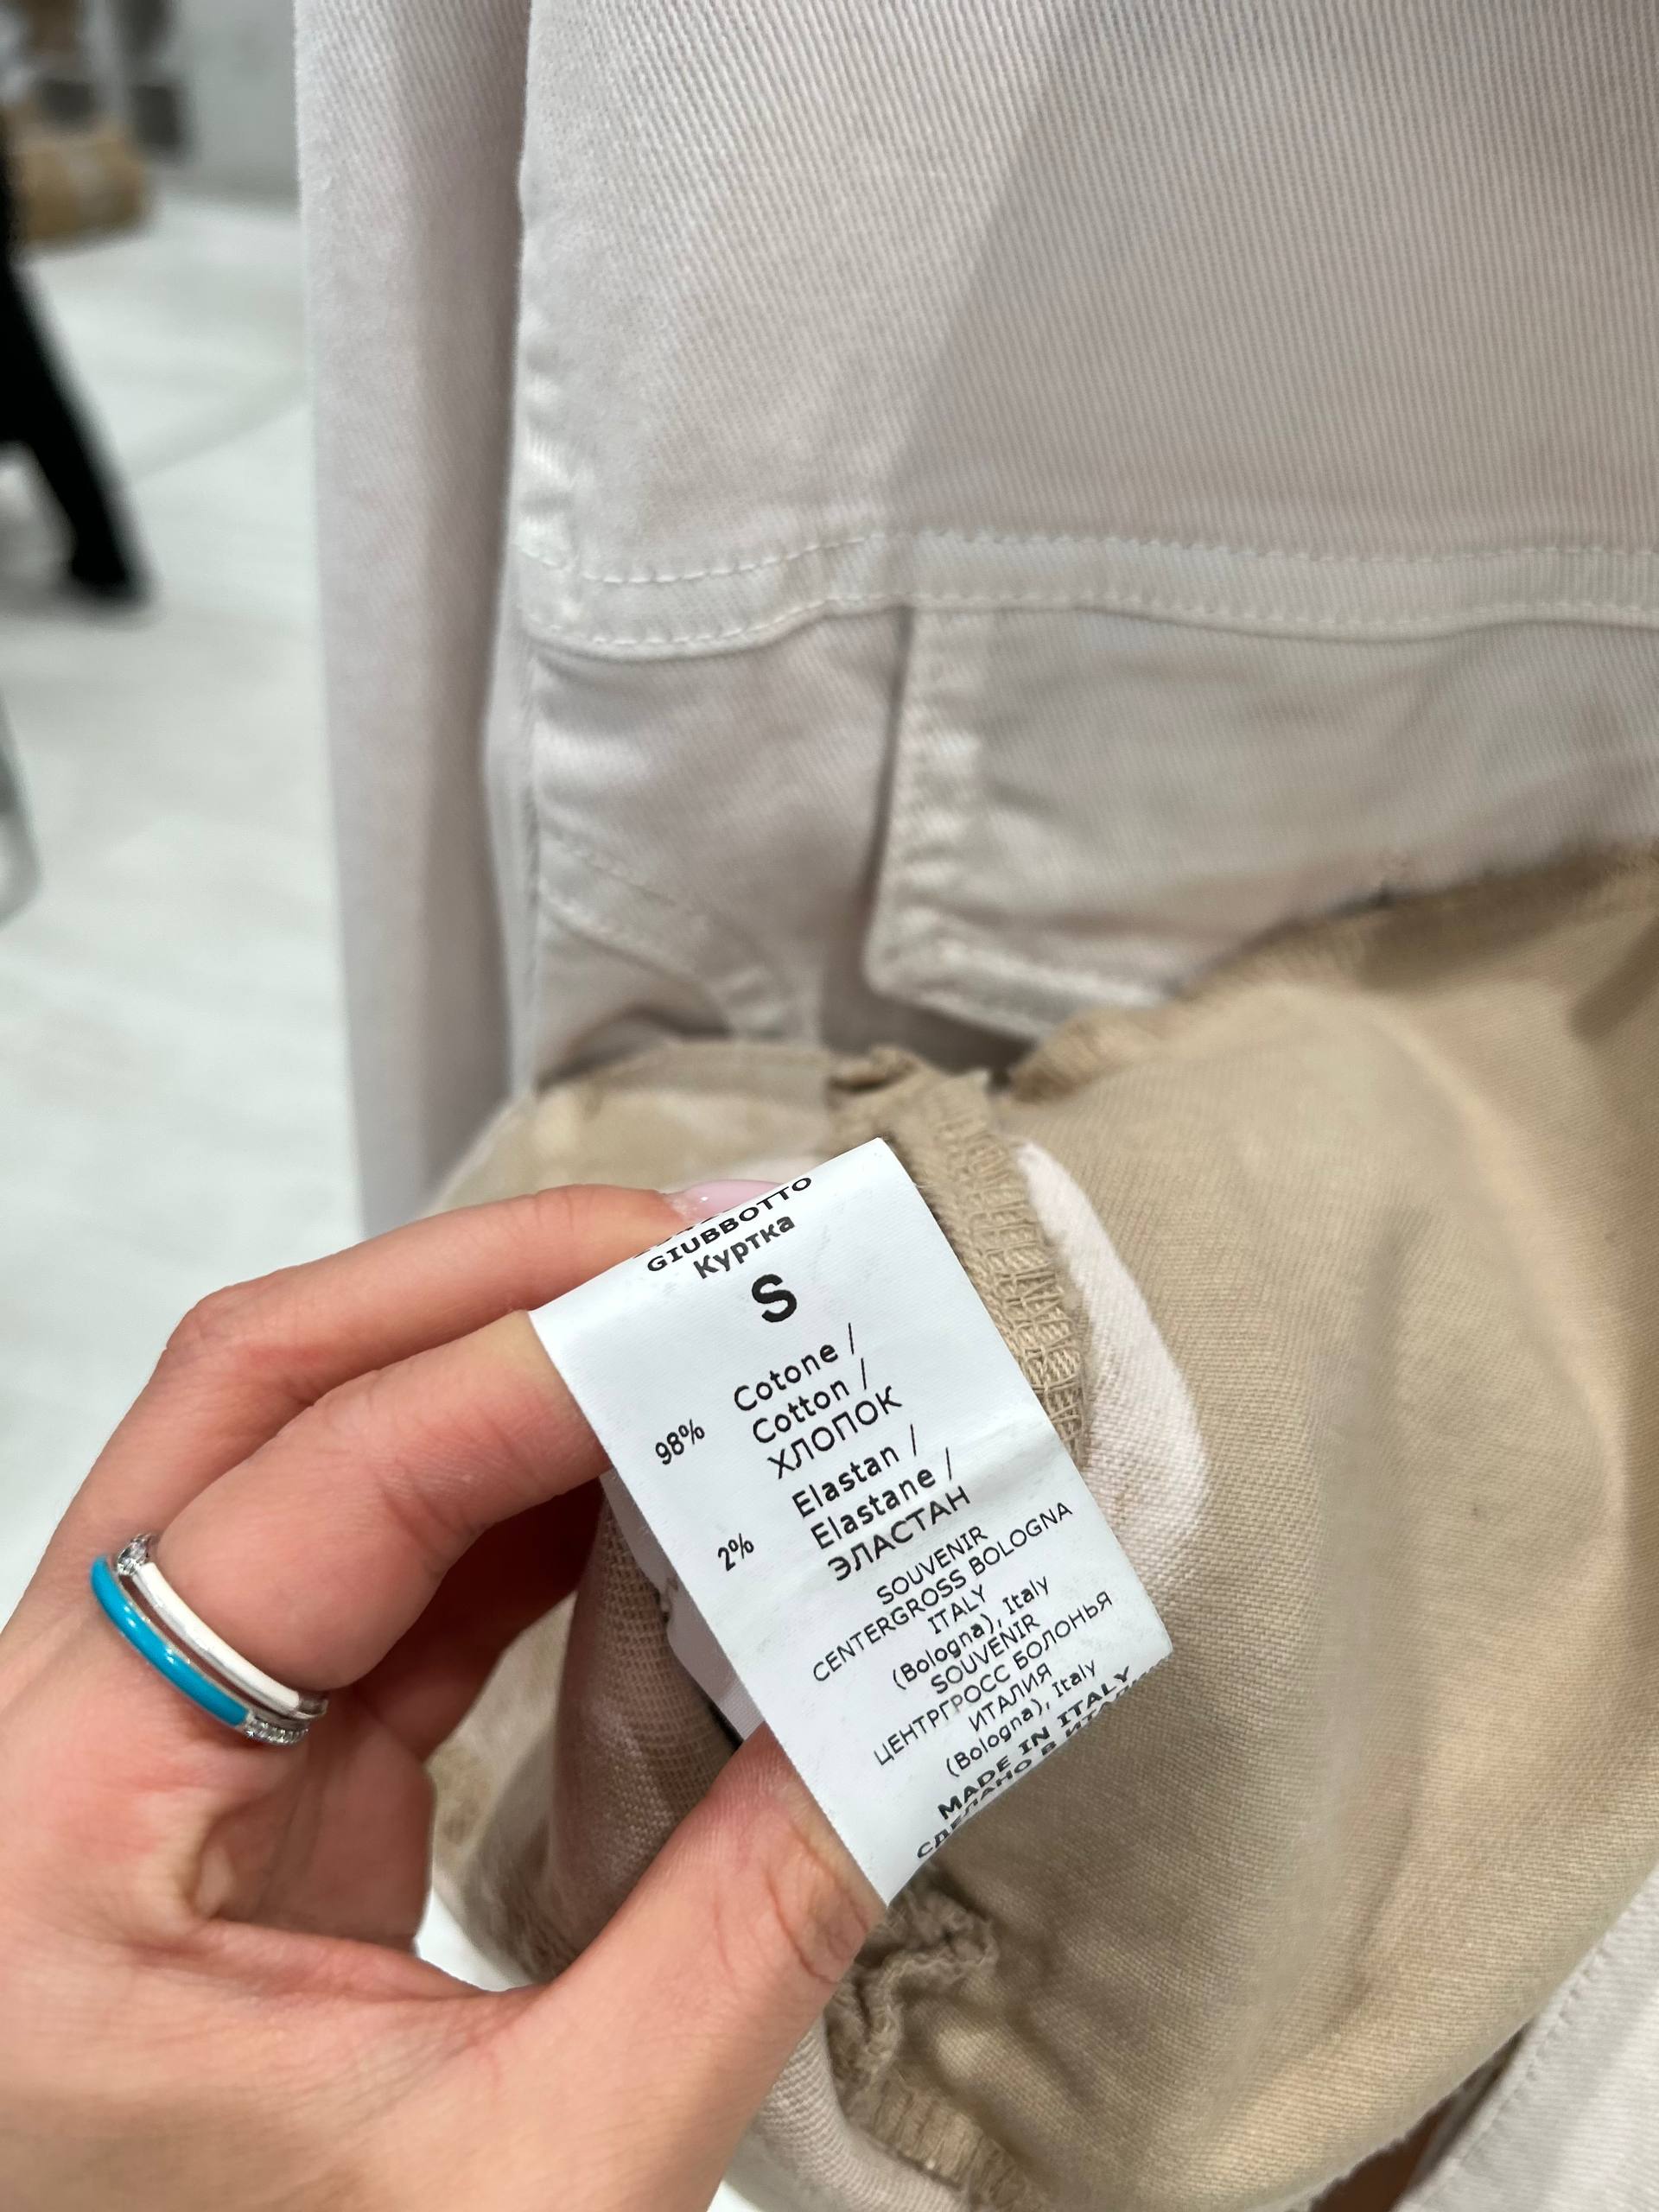 GIUBBOTTO
Куртка
S
98% Cotone /
Cotton /
ХЛОПОК
2% Elastan /
Elastane /
ЭЛАСТАН
SOUVENIR
CENTERGROSS BOLOGNA
ITALY
(Bologna), Italy
SOUVENIR
ЦЕНТРГРОСС БОЛОНЬЯ
ИТАЛИЯ
(Bologna), Italy
MADE IN ITALY
СДЕЛАНО В